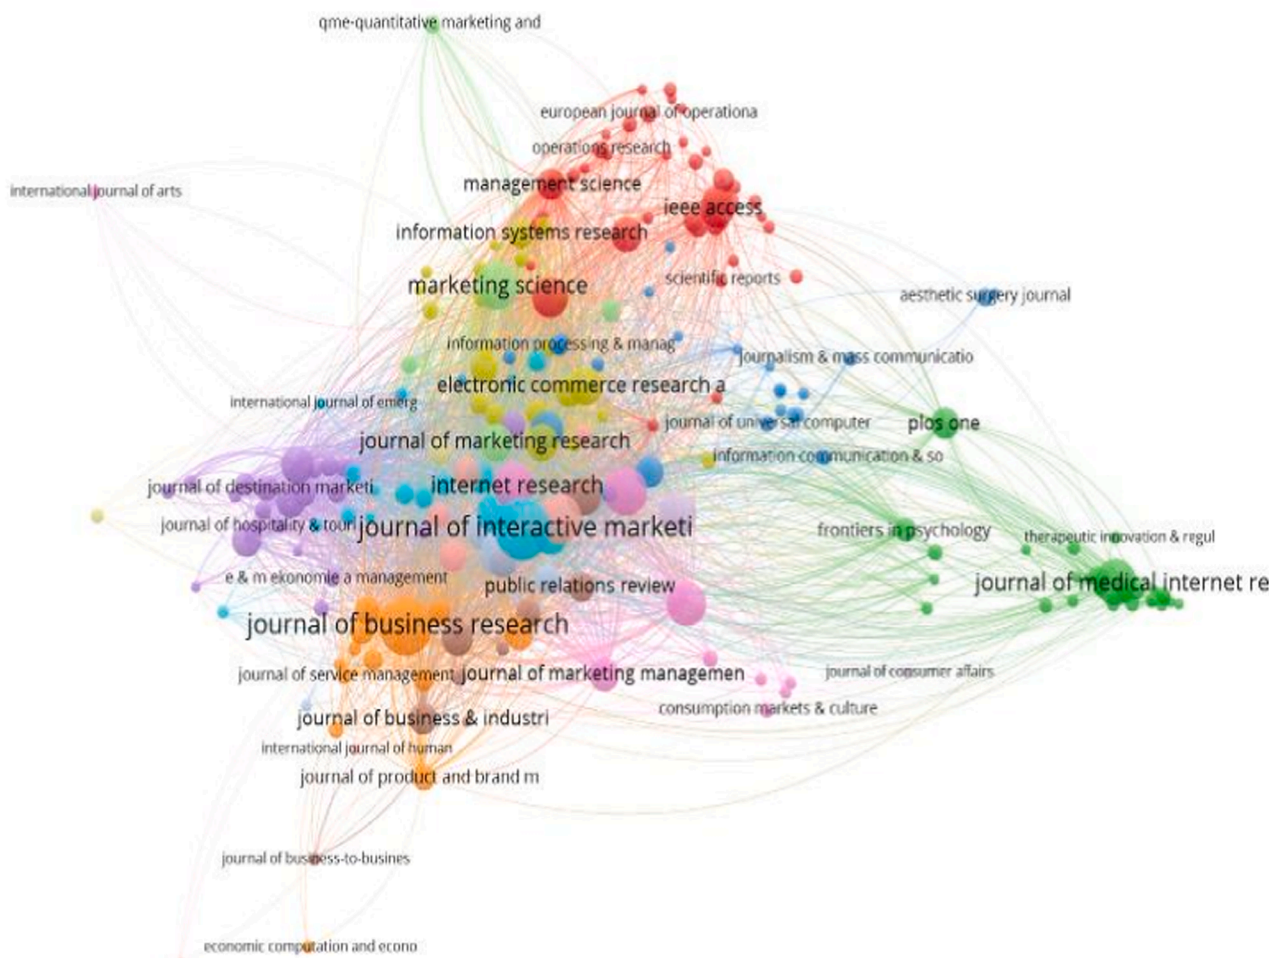 qme-quantitative marketing and
european journal of operationa
operations research
management science
international journal of arts
ieee access
information systems research
scientific reports
marketing science
aesthetic surgery journal
information processing & manag
journalism & mass communicatio
electronic commerce research a
international journal of emerg
journal of universal computer
plos one
journal of marketing research
information communication & so
internet research
journal of destination marketi
journal of hospitality & touri
journal of interactive marketi
frontiers in psychology
therapeutic innovation & regul
e & m ekonomie a management
public relations review
journal of medical internet re
journal of business research
journal of service management
journal of marketing managemen
journal of consumer affairs
consumption markets & culture
journal of business & industri
international journal of human
journal of product and brand m
journal of business-to-busines
economic computation and econo